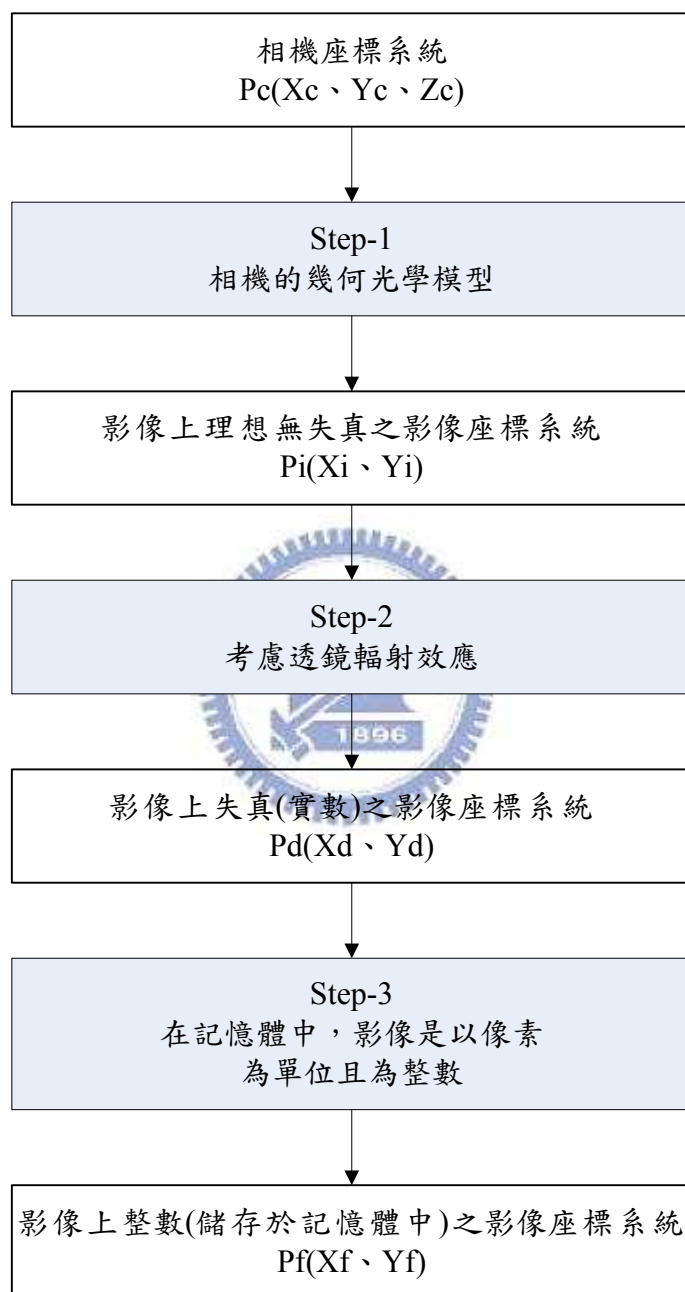 相機座標系統
Pc(Xc、Yc、Zc)
Step-1
相機的幾何光學模型
影像上理想無失真之影像座標系統
Pi(Xi、Yi)
Step-2
考慮透鏡輻射效應
1896
影像上失真(實數)之影像座標系統
Pd(Xd、Yd)
Step-3
在記憶體中，影像是以像素
為單位且為整數
影像上整數(儲存於記憶體中)之影像座標系統
Pf(Xf、Yf)